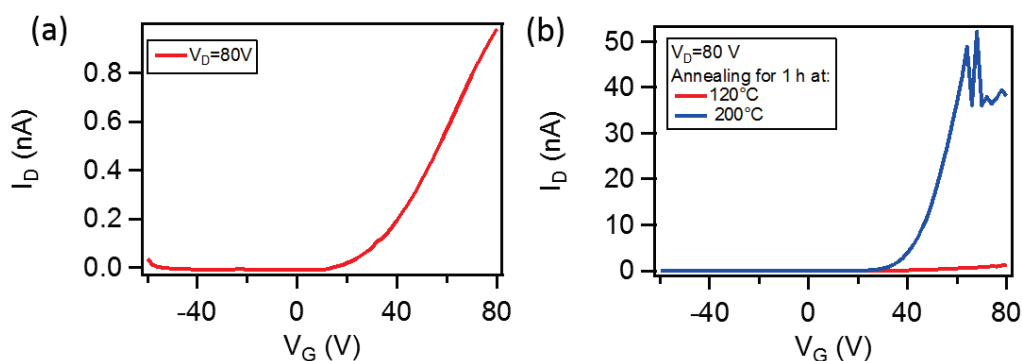 (a)
V_D=80V
I_D (nA)
0.8
0.6
0.4
0.2
0.0
-40
0
40
80
V_G (V)
(b)
V_D=80 V
Annealing for 1 h at:
120°C
200°C
I_D (nA)
50
40
30
20
10
0
-40
0
40
80
V_G (V)